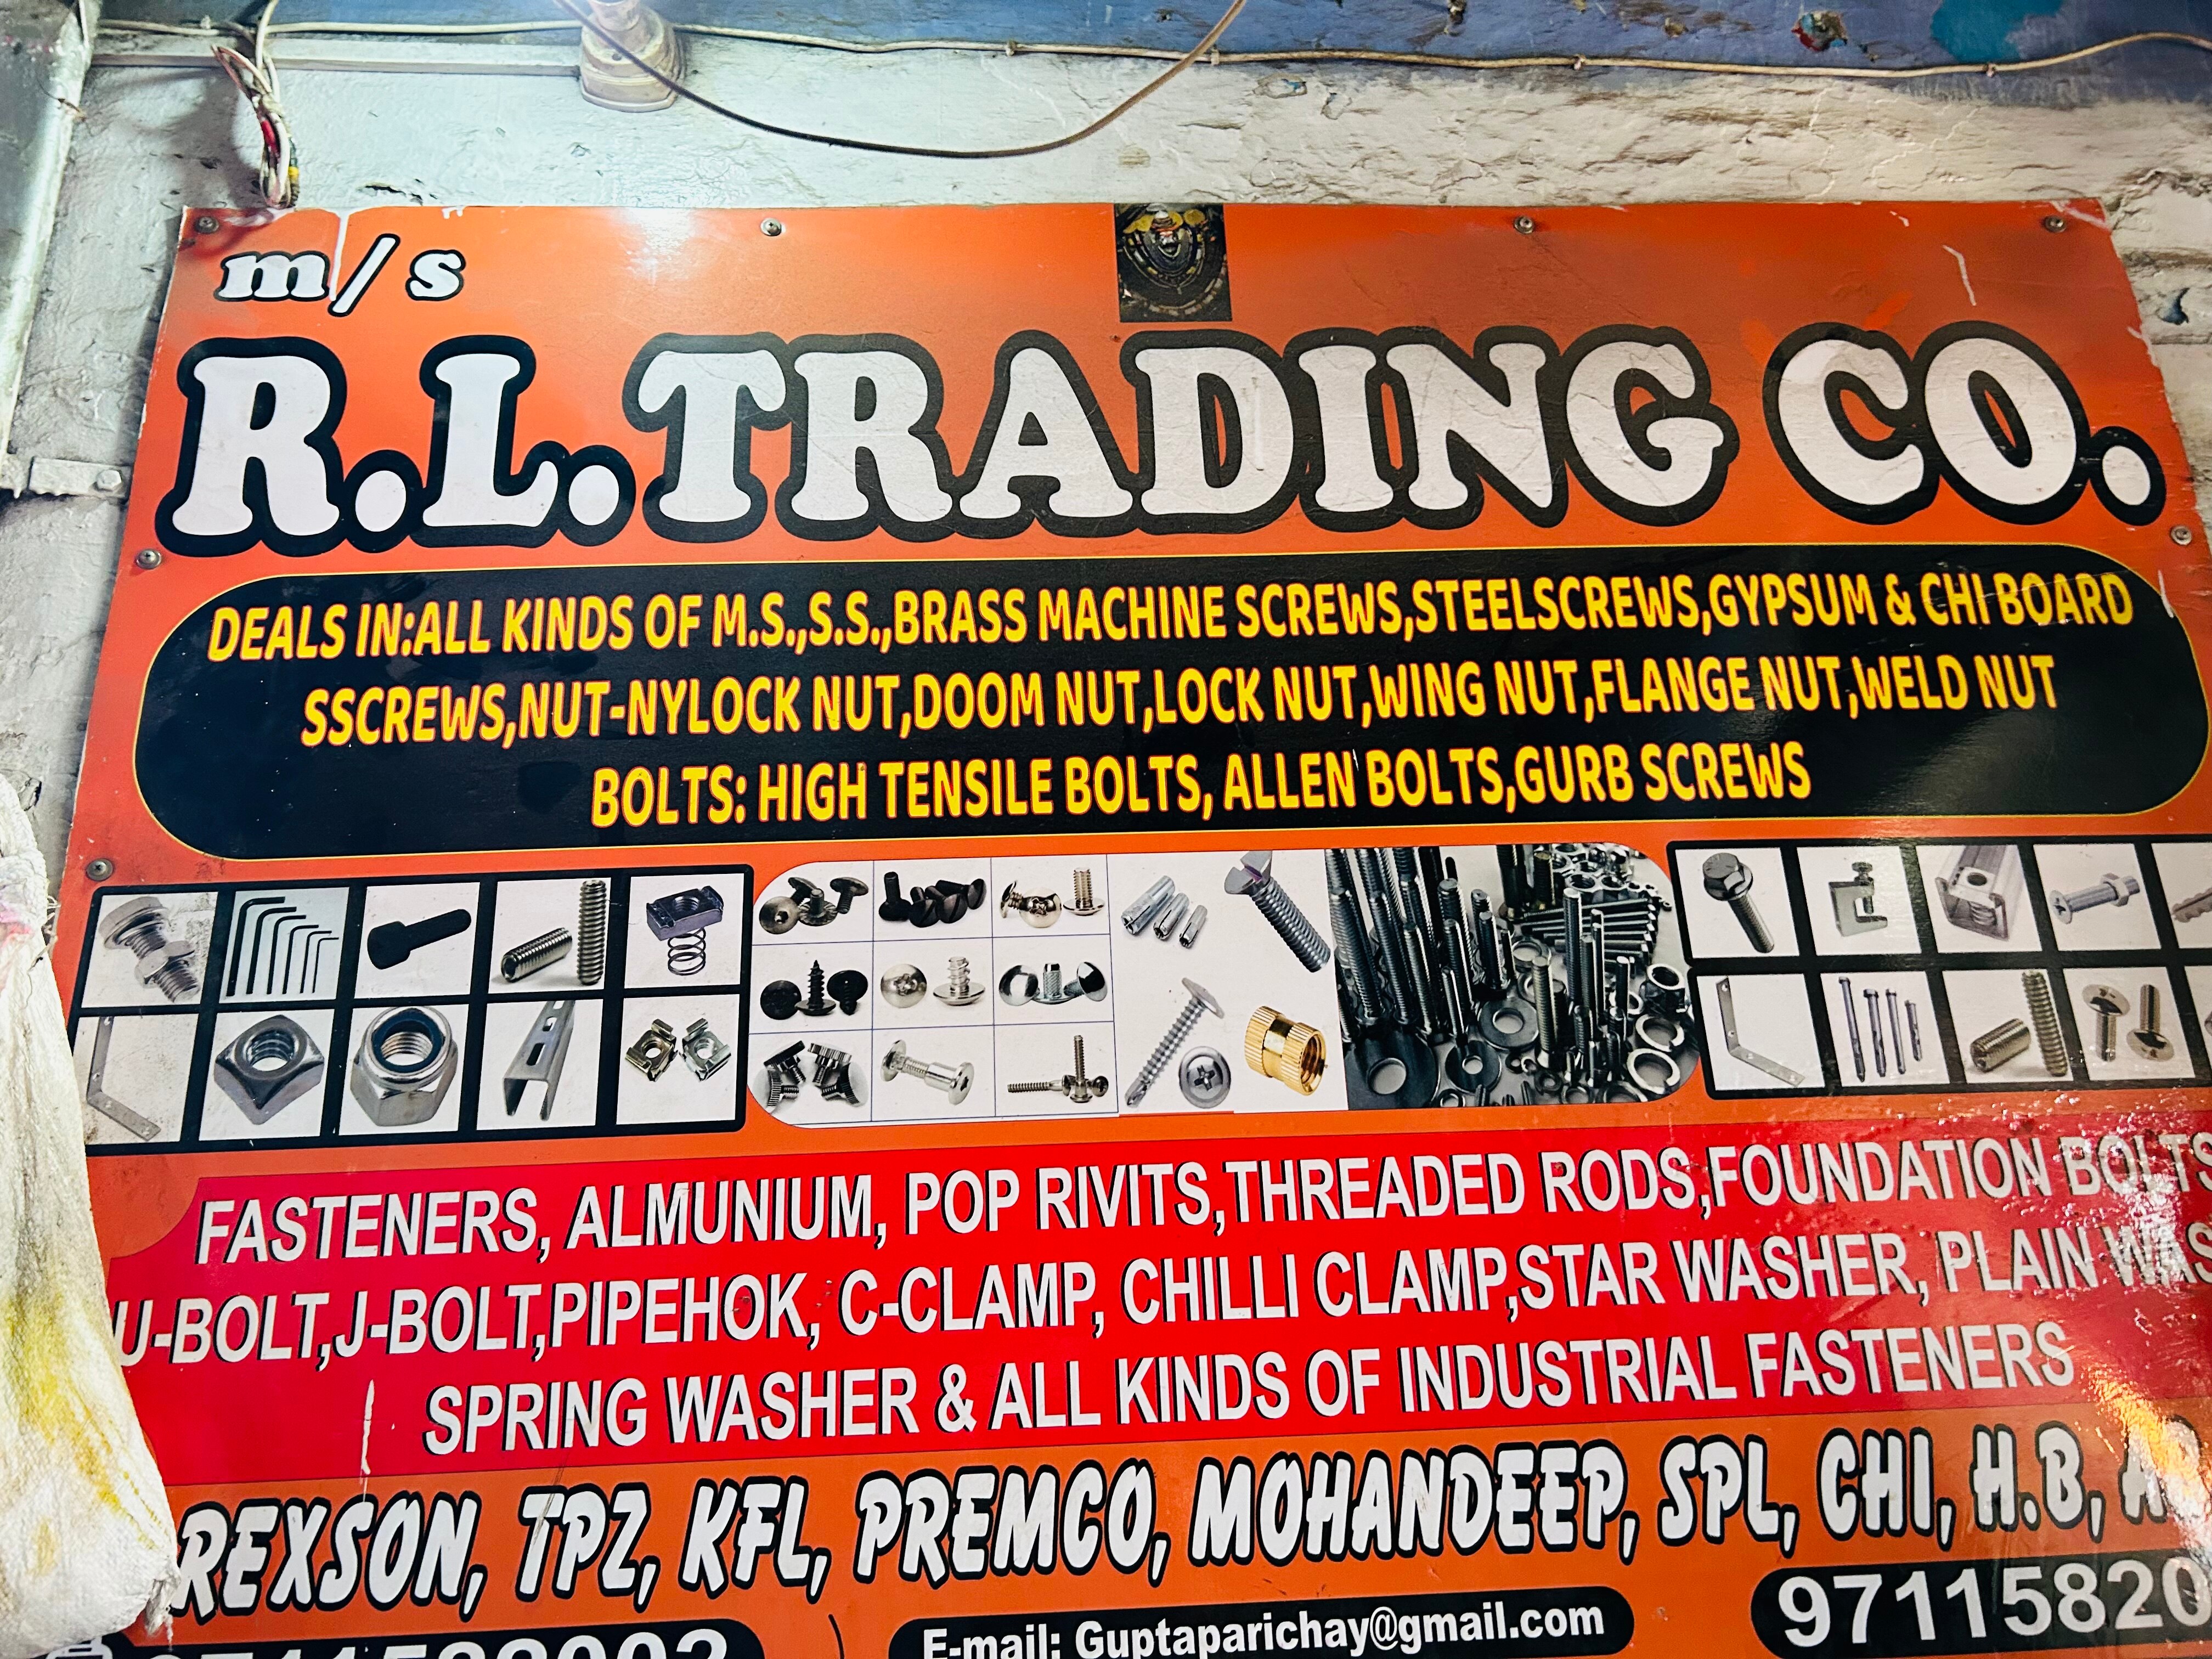 m/s
R.L.TRADING CO.
DEALS IN:ALL KINDS OF M.S.,S.S.,BRASS MACHINE SCREWS,STEELSCREWS,GYPSUM & CHI BOARD
SSCREWS,NUT-NYLOCK NUT,DOOM NUT,LOCK NUT,WING NUT,FLANGE NUT,WELD NUT
BOLTS: HIGH TENSILE BOLTS, ALLEN BOLTS,GURB SCREWS
FASTENERS, ALMUNIUM, POP RIVITS,THREADED RODS,FOUNDATION BOLTS
U-BOLT,J-BOLT,PIPEHOK, C-CLAMP, CHILLI CLAMP,STAR WASHER, PLAIN WAS
SPRING WASHER & ALL KINDS OF INDUSTRIAL FASTENERS
REXSON, TPZ, KFL, PREMCO, MOHANDEEP, SPL, CHI, H.B,
E-mail: Guptaparichay@gmail.com 97115820